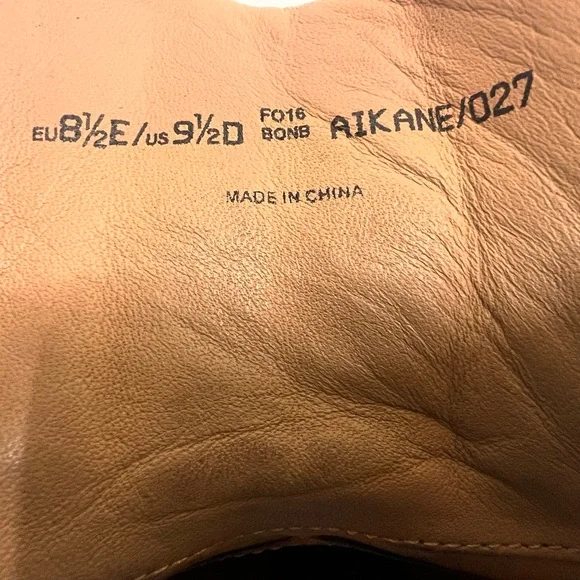 EU8½E/US9½D FO16 BONB AIKANE/027
MADE IN CHINA